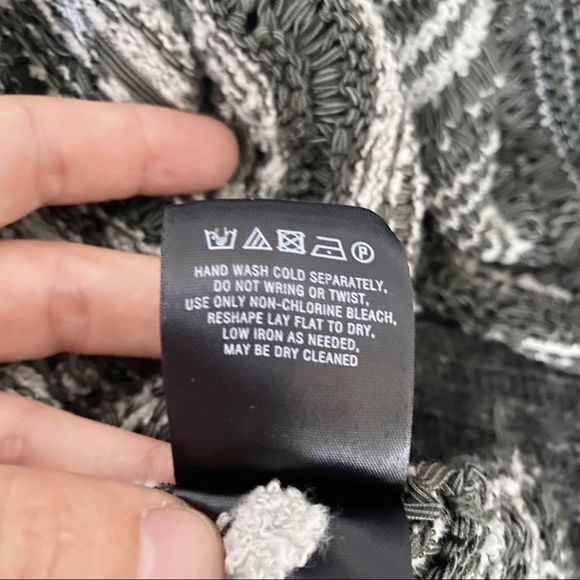 P
HAND WASH COLD SEPARATELY,
DO NOT WRING OR TWIST,
USE ONLY NON-CHLORINE BLEACH,
RESHAPE LAY FLAT TO DRY,
LOW IRON AS NEEDED,
MAY BE DRY CLEANED